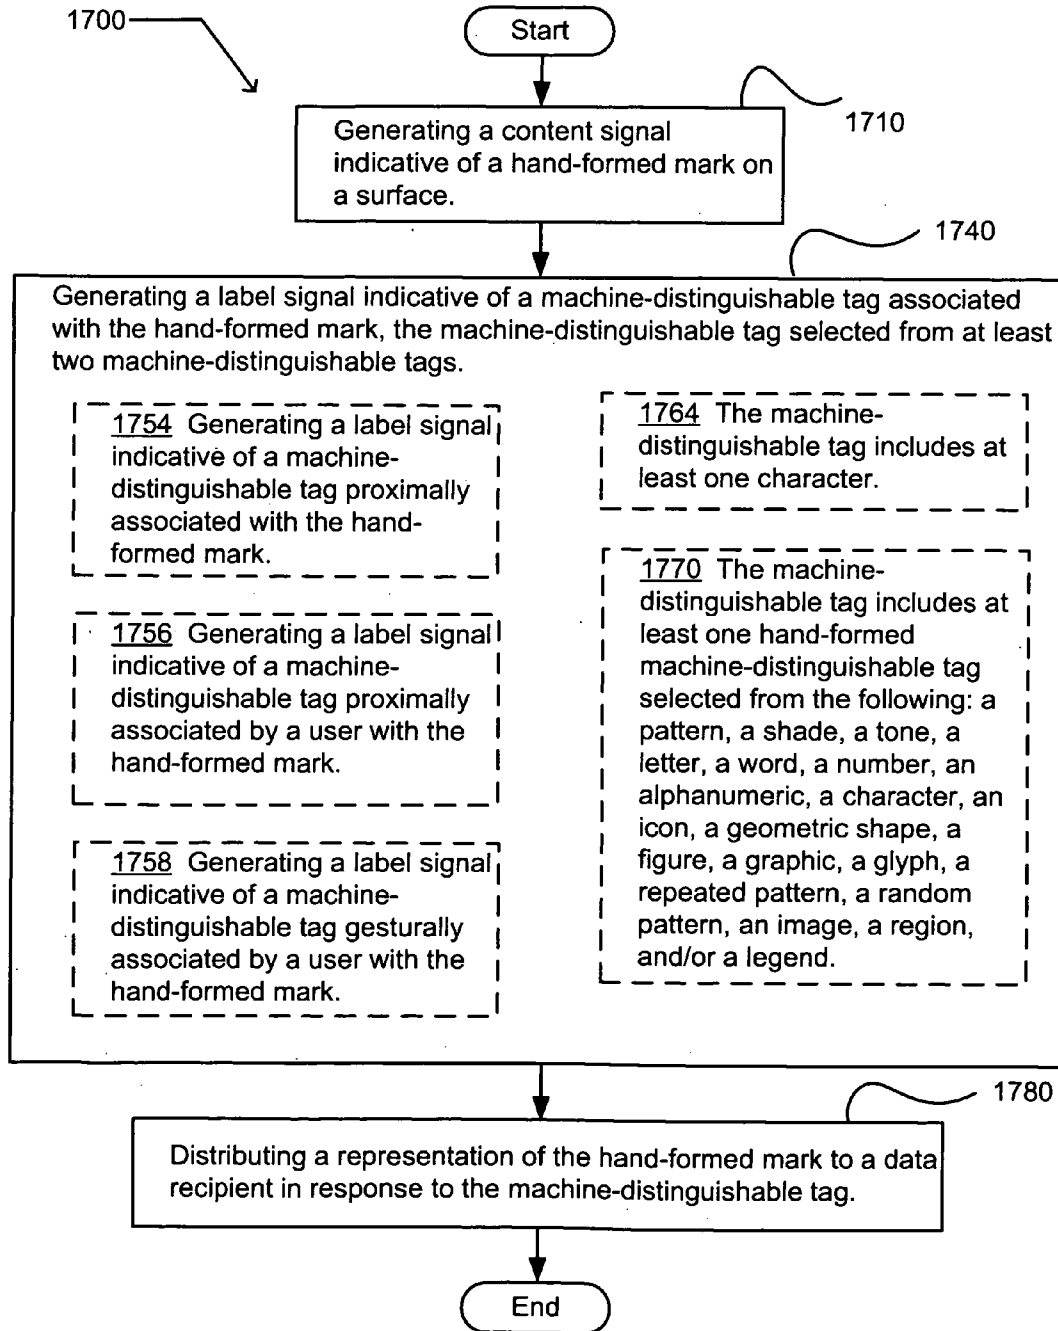 1700
Start
1710
Generating a content signal
indicative of a hand-formed mark on
a surface.
1740
Generating a label signal indicative of a machine-distinguishable tag associated
with the hand-formed mark, the machine-distinguishable tag selected from at least
two machine-distinguishable tags.
1754 Generating a label signal
indicative of a machine-
distinguishable tag proximally
associated with the hand-
formed mark.
1756 Generating a label signal
indicative of a machine-
distinguishable tag proximally
associated by a user with the
hand-formed mark.
1758 Generating a label signal
indicative of a machine-
distinguishable tag gesturally
associated by a user with the
hand-formed mark.
1764 The machine-
distinguishable tag includes at
least one character.
1770 The machine-
distinguishable tag includes at
least one hand-formed
machine-distinguishable tag
selected from the following: a
pattern, a shade, a tone, a
letter, a word, a number, an
alphanumeric, a character, an
icon, a geometric shape, a
figure, a graphic, a glyph, a
repeated pattern, a random
pattern, an image, a region,
and/or a legend.
1780
Distributing a representation of the hand-formed mark to a data
recipient in response to the machine-distinguishable tag.
End